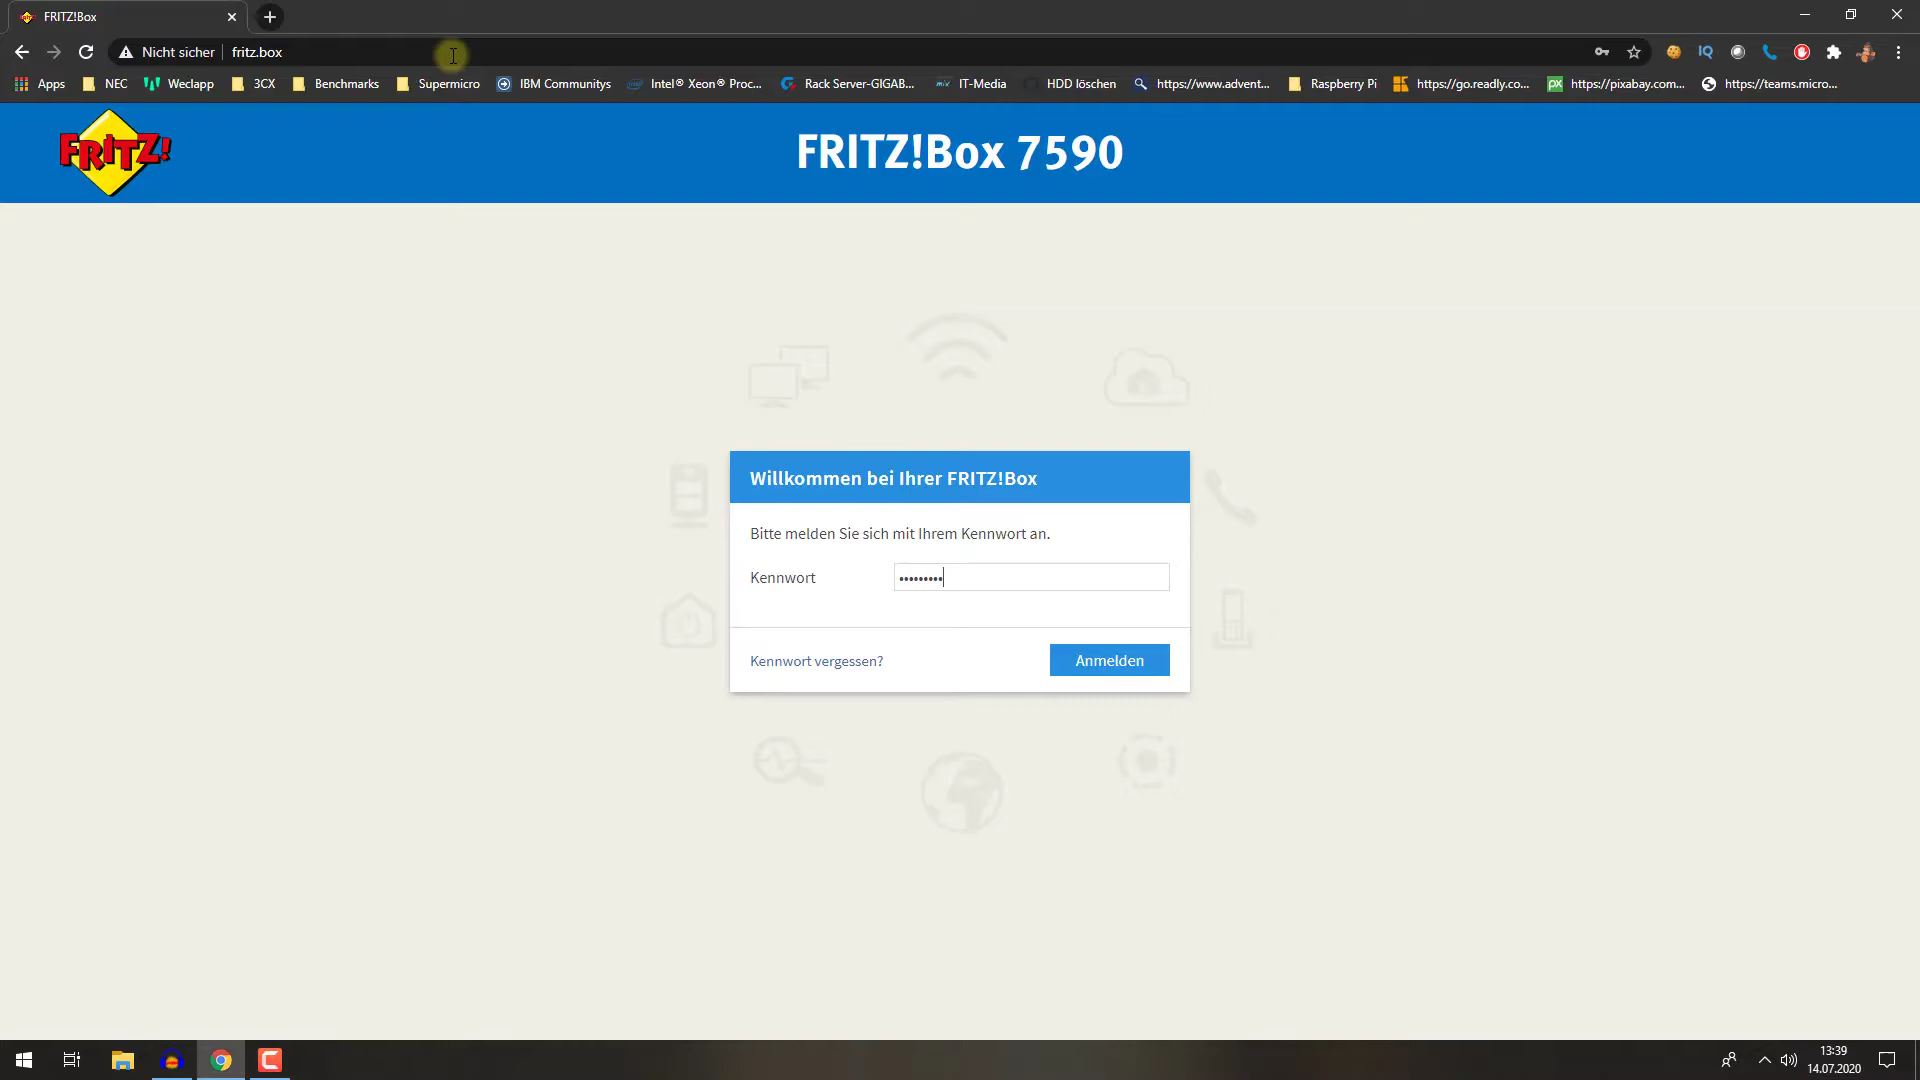 FRITZ!Box
Nicht sicher fritz.box
IQ
Apps NEC Weclapp 3CX Benchmarks Supermicro IBM Communitys Intel® Xeon® Proc... Rack Server-GIGAB... mix IT-Media HDD löschen https://www.advent... Raspberry Pi https://go.readly.co... px https://pixabay.com... https://teams.micro...
FRITZ!
FRITZ!Box 7590
Willkommen bei Ihrer FRITZ!Box
Bitte melden Sie sich mit Ihrem Kennwort an.
Kennwort •••••••••
Kennwort vergessen? Anmelden
13:39
14.07.2020